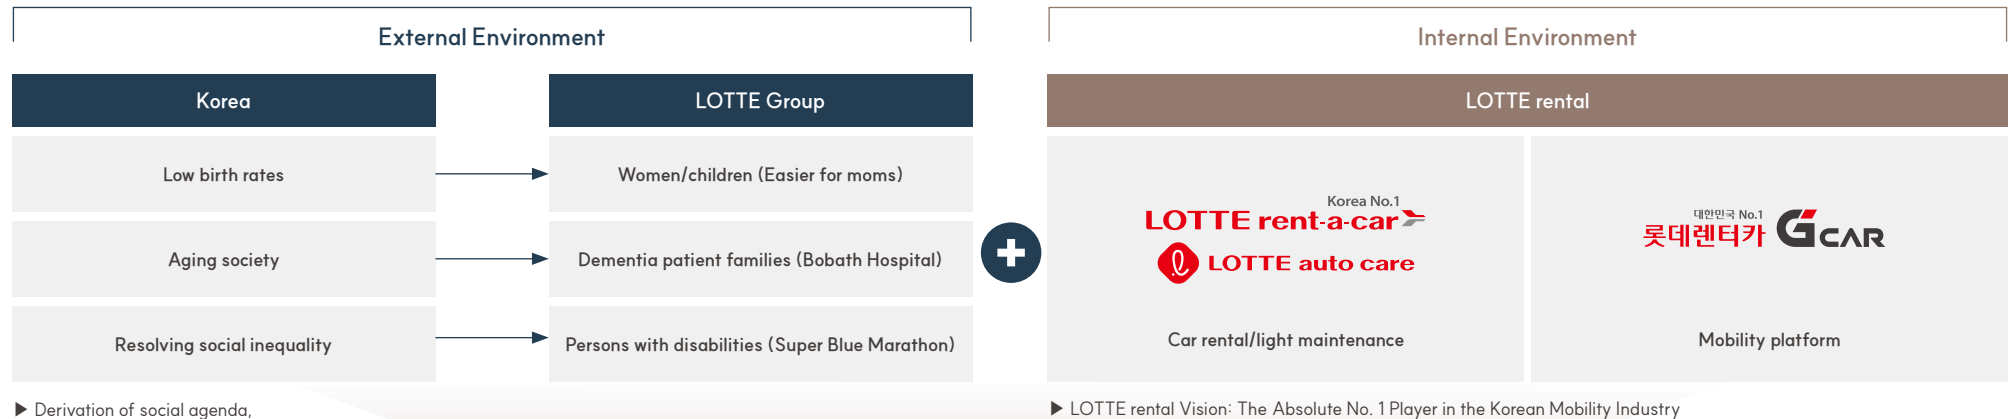 External Environment
Internal Environment
Korea
LOTTE Group
LOTTE rental
Low birth rates
Women/children (Easier for moms)
Aging society
Dementia patient families (Bobath Hospital)
Resolving social inequality
Persons with disabilities (Super Blue Marathon)
Korea No.1
LOTTE rent-a-car
LOTTE auto care
Car rental/light maintenance
대한민국 No.1
롯데렌터카 G CAR
Mobility platform
▶ Derivation of social agenda,
▶ LOTTE rental Vision: The Absolute No. 1 Player in the Korean Mobility Industry